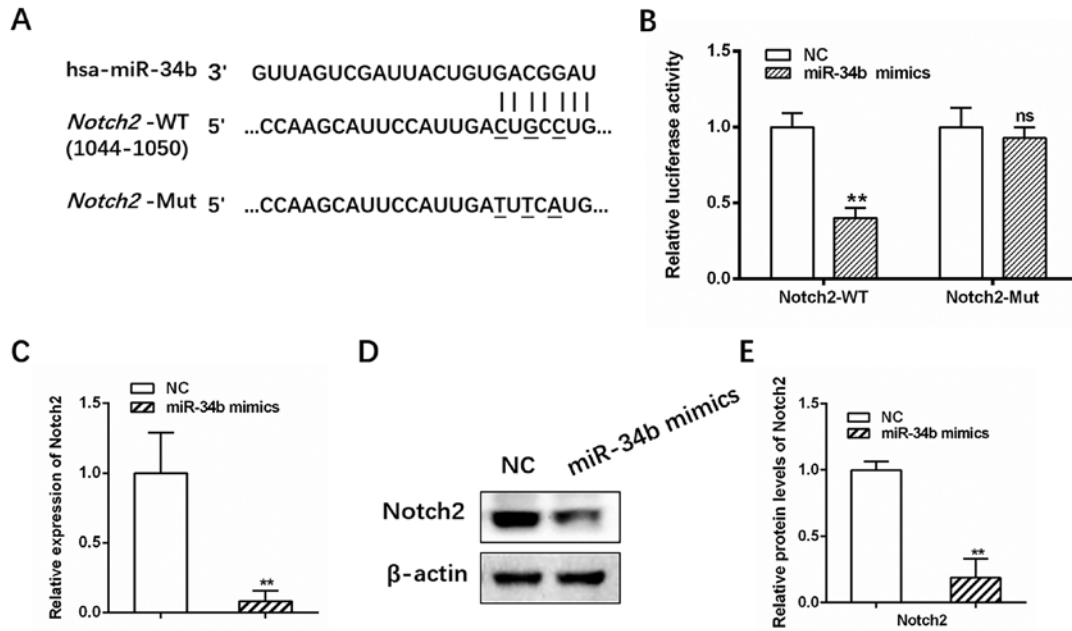 A
hsa-miR-34b 3' GUUAGUCGAUUACUGUGACGGAU
Notch2 -WT 5' ...CCAAGCAUUCCAUUGACUGCCUG...
(1044-1050)
Notch2 -Mut 5' ...CCAAGCAUUCCAUUGATUTCAUG...
B
NC
miR-34b mimics
Relative luciferase activity
1.5
1.0
0.5
0.0
**
ns
Notch2-WT
Notch2-Mut
C
NC
miR-34b mimics
Relative expression of Notch2
1.5
1.0
0.5
0.0
**
D
NC
miR-34b mimics
Notch2
β-actin
E
NC
miR-34b mimics
Relative protein levels of Notch2
1.5
1.0
0.5
0.0
**
Notch2